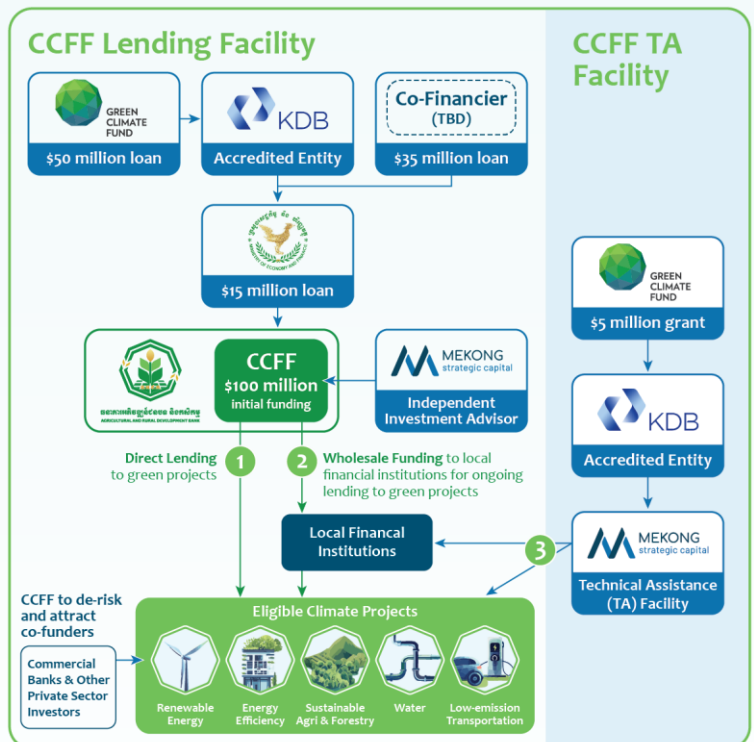 CCFF Lending Facility
CCFF TA
Facility
GREEN
CLIMATE
FUND
$50 million loan
KDB
Accredited Entity
Co-Financier
(TBD)
$35 million loan
MINISTRY OF ECONOMY AND FINANCE
$15 million loan
AGRICULTURAL AND RURAL DEVELOPMENT BANK
CCFF
$100 million
initial funding
MEKONG
strategic capital
Independent
Investment Advisor
GREEN
CLIMATE
FUND
$5 million grant
KDB
Accredited Entity
MEKONG
strategic capital
Technical Assistance
(TA) Facility
Direct Lending
to green projects
1
2
Wholesale Funding to local
financial institutions for ongoing
lending to green projects
Local Financal
Institutions
3
CCFF to de-risk
and attract
co-funders
Commercial
Banks & Other
Private Sector
Investors
Eligible Climate Projects
Renewable
Energy
Energy
Efficiency
Sustainable
Agri & Forestry
Water
Low-emission
Transportation